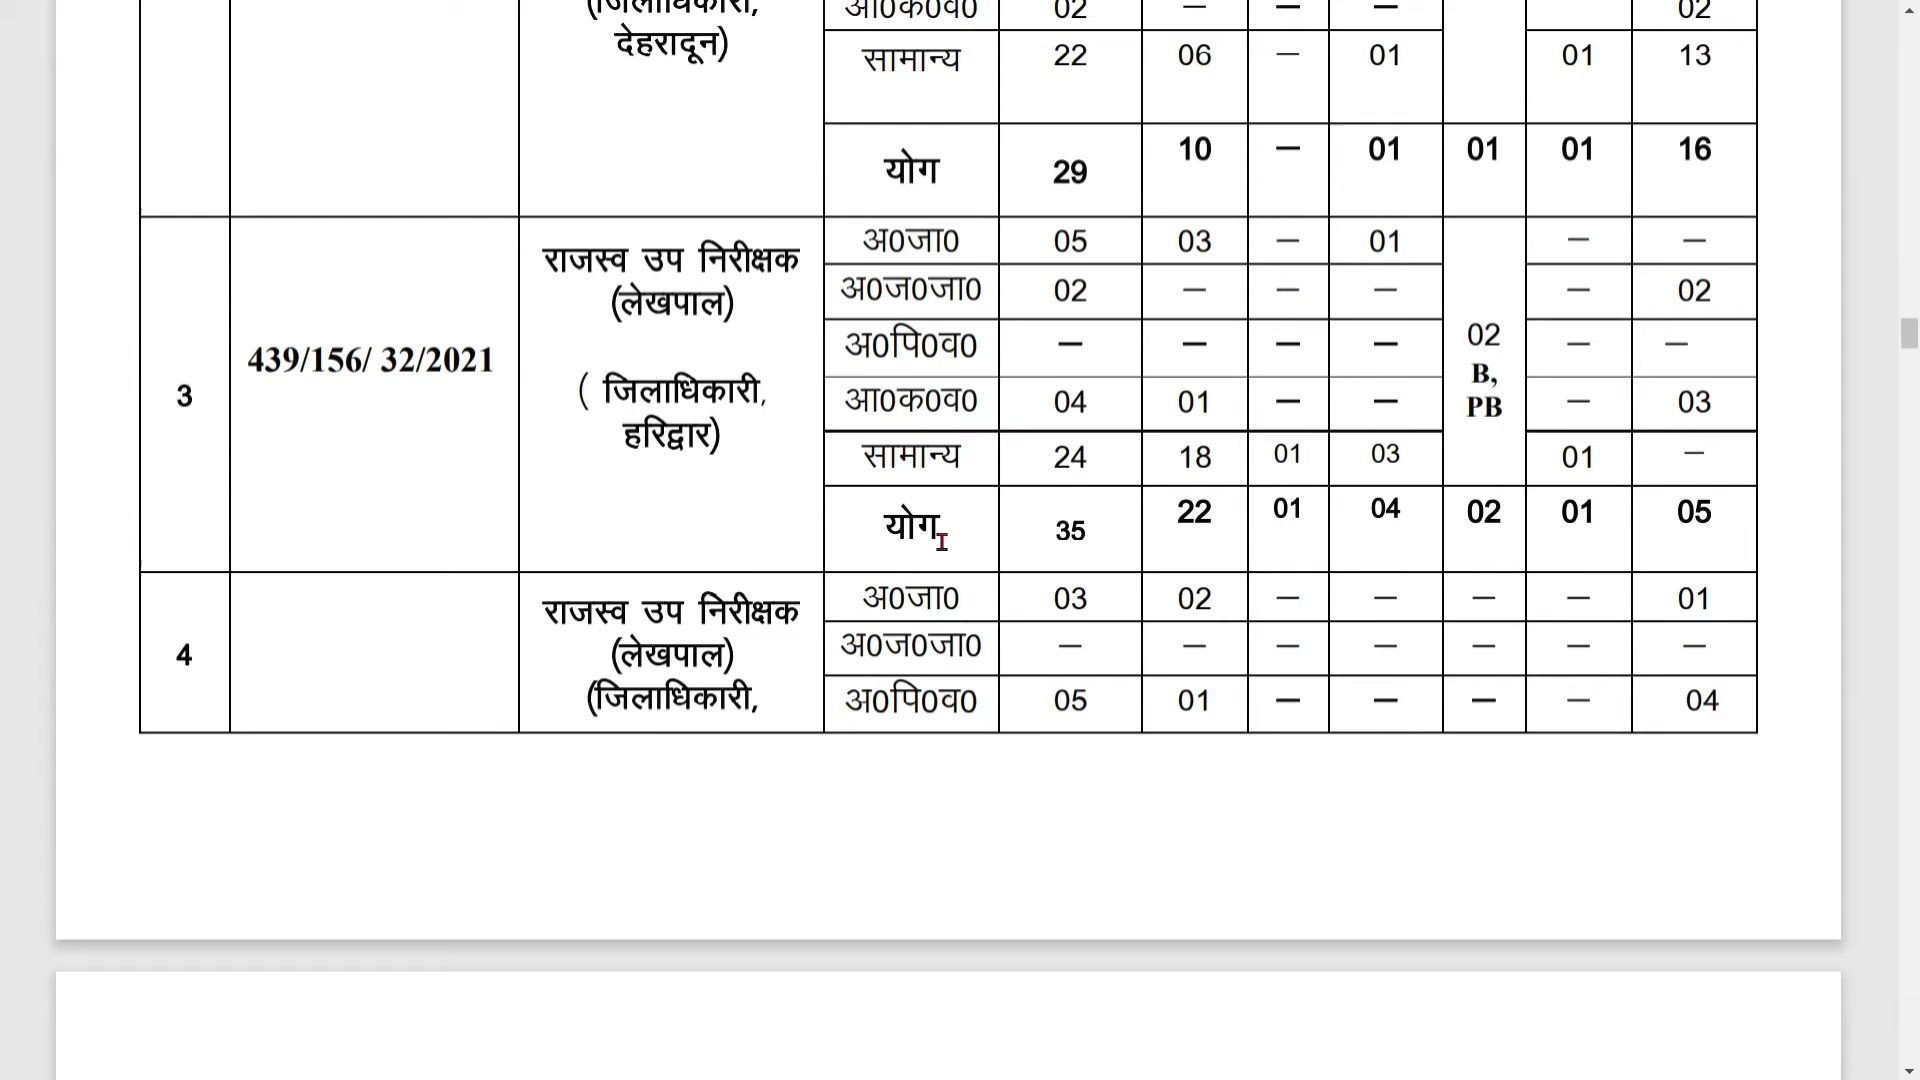 (जिलाधिकारी,
देहरादून)
आ0क0व0 02 — — — 02
सामान्य 22 06 — 01 01 13
योग 29 10 — 01 01 01 16
3
439/156/ 32/2021
राजस्व उप निरीक्षक
(लेखपाल)
( जिलाधिकारी,
हरिद्वार)
अ0जा0 05 03 — 01 — —
अ0ज0जा0 02 — — — — 02
अ0पि0व0 — — — — — —
आ0क0व0 04 01 — — — 03
सामान्य 24 18 01 03 01 —
02
B,
PB
योग 35 22 01 04 02 01 05
4
राजस्व उप निरीक्षक
(लेखपाल)
(जिलाधिकारी,
अ0जा0 03 02 — — — — 01
अ0ज0जा0 — — — — — — —
अ0पि0व0 05 01 — — — — 04